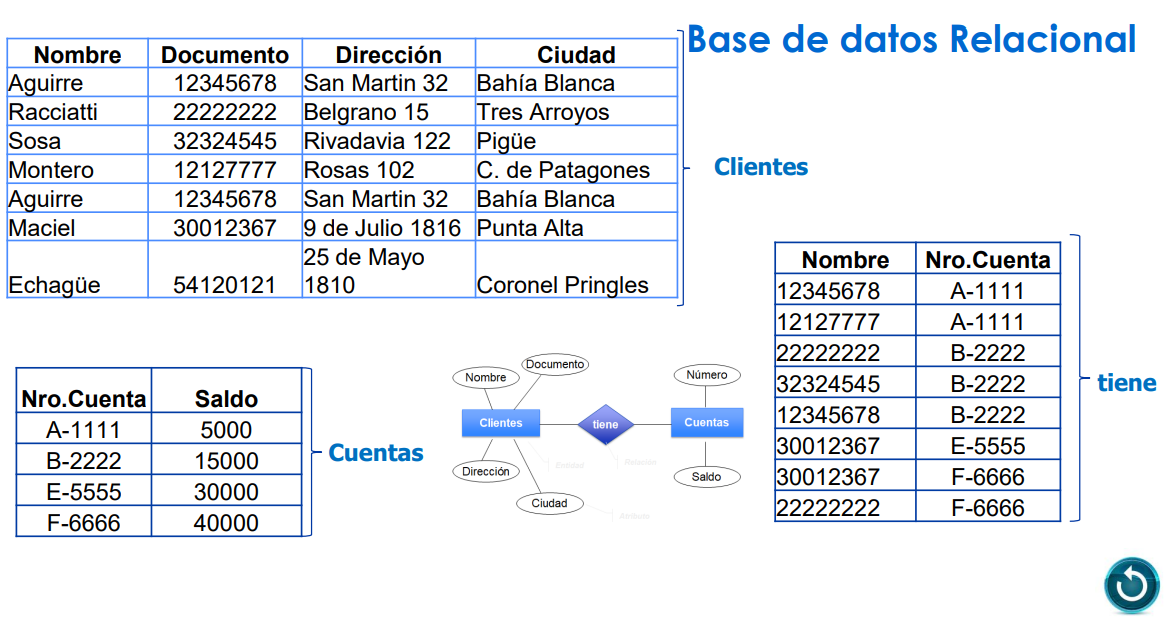 Base de datos Relacional
Nombre Documento Dirección Ciudad
Aguirre 12345678 San Martin 32 Bahía Blanca
Racciatti 22222222 Belgrano 15 Tres Arroyos
Sosa 32324545 Rivadavia 122 Pigüe
Montero 12127777 Rosas 102 C. de Patagones
Aguirre 12345678 San Martin 32 Bahía Blanca
Maciel 30012367 9 de Julio 1816 Punta Alta
Echagüe 54120121 25 de Mayo
1810 Coronel Pringles
Clientes
Nro.Cuenta Saldo
A-1111 5000
B-2222 15000
E-5555 30000
F-6666 40000
Cuentas
Nombre
Documento
Clientes
Dirección
Ciudad
tiene
Número
Cuentas
Saldo
Entidad
Relación
Atributo
Nombre Nro.Cuenta
12345678 A-1111
12127777 A-1111
22222222 B-2222
32324545 B-2222
12345678 B-2222
30012367 E-5555
30012367 F-6666
22222222 F-6666
tiene